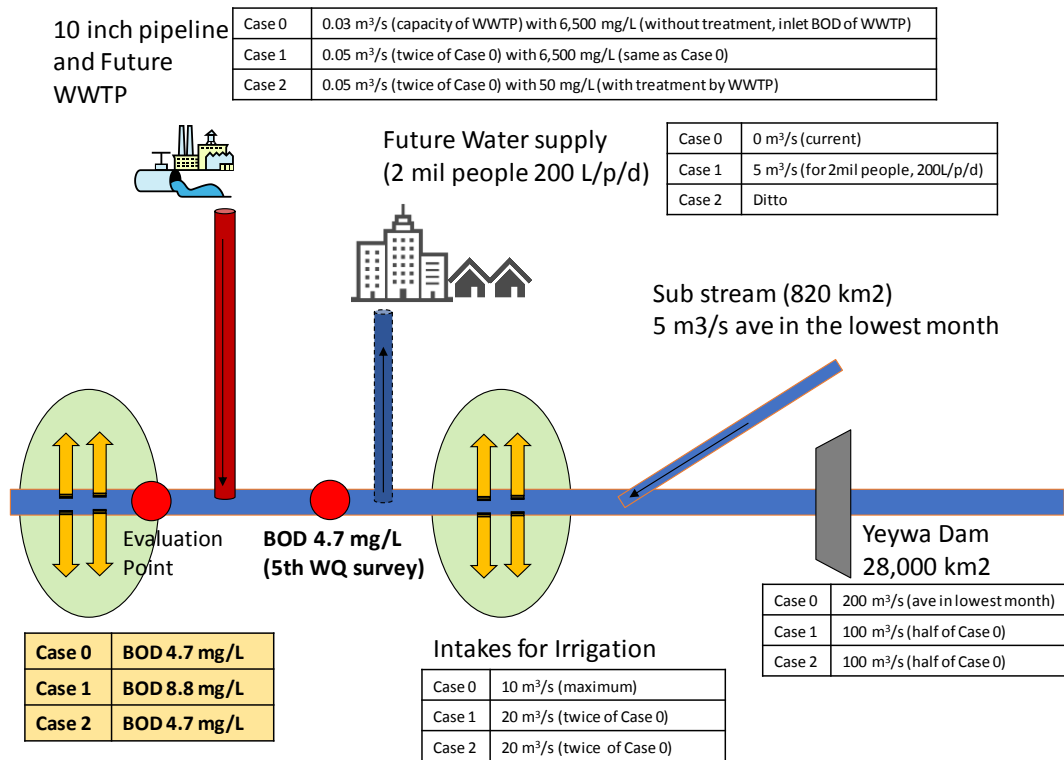 10 inch pipeline
and Future
WWTP
Case 0 0.03 m³/s (capacity of WWTP) with 6,500 mg/L (without treatment, inlet BOD of WWTP)
Case 1 0.05 m³/s (twice of Case 0) with 6,500 mg/L (same as Case 0)
Case 2 0.05 m³/s (twice of Case 0) with 50 mg/L (with treatment by WWTP)
Future Water supply
(2 mil people 200 L/p/d)
Case 0 0 m³/s (current)
Case 1 5 m³/s (for 2mil people, 200L/p/d)
Case 2 Ditto
Sub stream (820 km2)
5 m3/s ave in the lowest month
Evaluation
Point
BOD 4.7 mg/L
(5th WQ survey)
Yeywa Dam
28,000 km2
Case 0 200 m³/s (ave in lowest month)
Case 1 100 m³/s (half of Case 0)
Case 2 100 m³/s (half of Case 0)
Case 0 BOD 4.7 mg/L
Case 1 BOD 8.8 mg/L
Case 2 BOD 4.7 mg/L
Intakes for Irrigation
Case 0 10 m³/s (maximum)
Case 1 20 m³/s (twice of Case 0)
Case 2 20 m³/s (twice of Case 0)